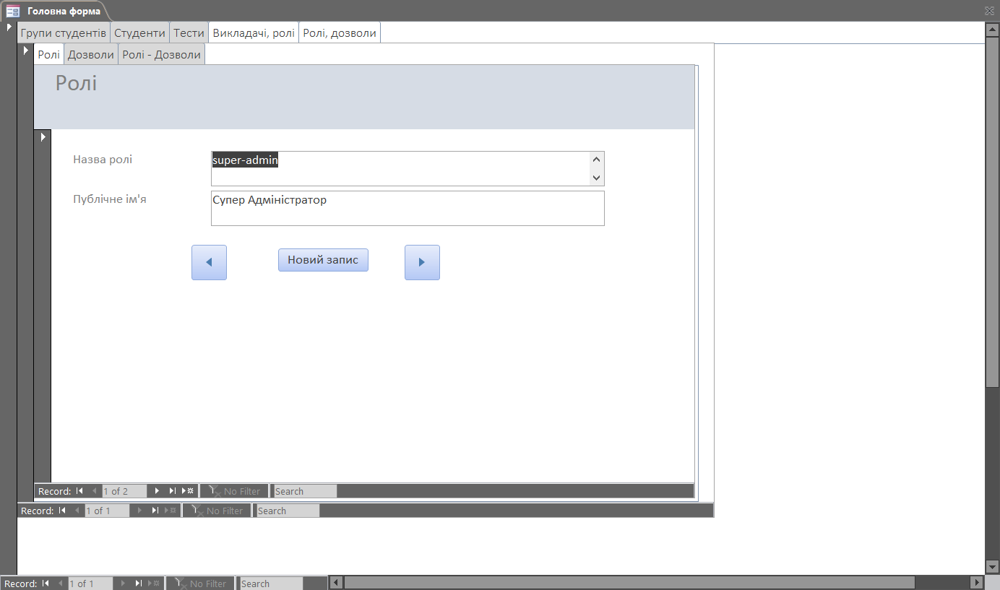 Головна форма
Групи студентів Студенти Тести Викладачі, ролі Ролі, дозволи
Ролі Дозволи Ролі - Дозволи
Ролі
Назва ролі super-admin
Публічне ім'я Супер Адміністратор
Новий запис
Record: 1 of 2 No Filter Search
Record: 1 of 1 No Filter Search
Record: 1 of 1 No Filter Search